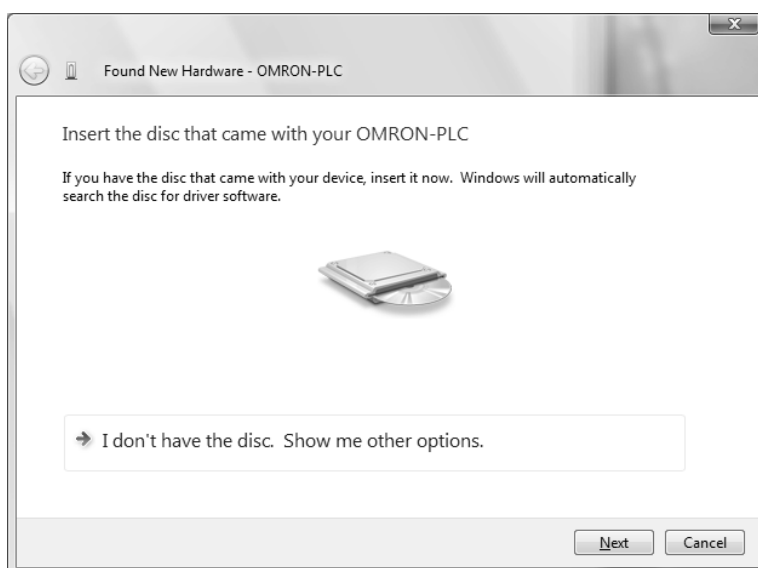 Found New Hardware - OMRON-PLC
Insert the disc that came with your OMRON-PLC
If you have the disc that came with your device, insert it now. Windows will automatically
search the disc for driver software.
I don't have the disc. Show me other options.
Next Cancel